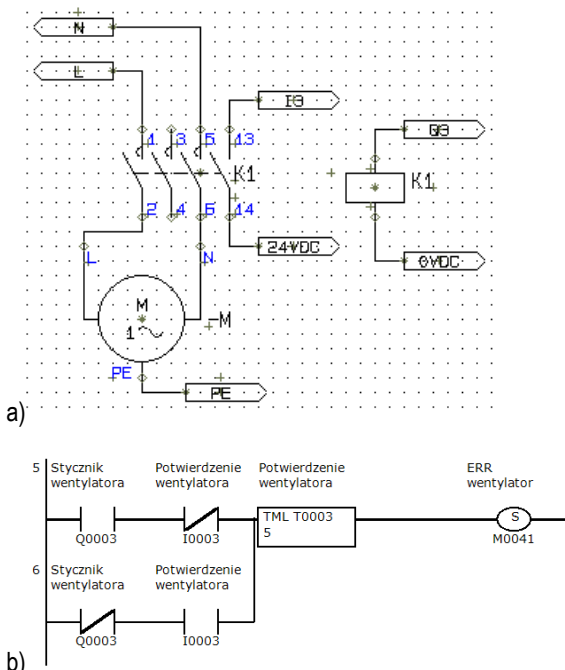 N
L
I3
1 3 5 13
Q3
K1
K1
2 4 6 14
24VDC
0VDC
L N
M
1
M
PE
PE
a)
5 Stycznik wentylatora Potwierdzenie wentylatora Potwierdzenie wentylatora ERR wentylator
TML T0003
5
S
Q0003 I0003 M0041
6 Stycznik wentylatora Potwierdzenie wentylatora
Q0003 I0003
b)